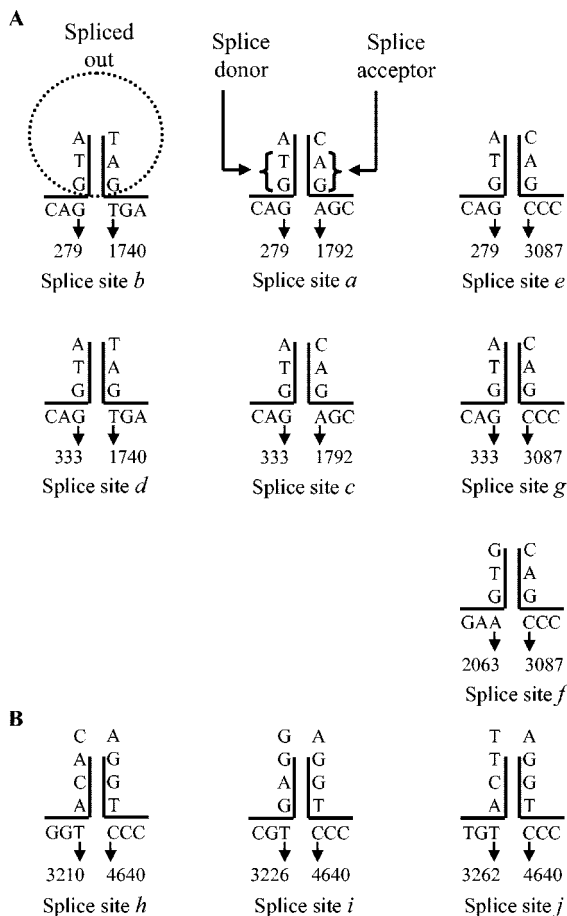 A
Spliced out
Splice donor
Splice acceptor
A T
T A
G G
CAG TGA
279 1740
Splice site b
A C
T A
G G
CAG AGC
279 1792
Splice site a
A C
T A
G G
CAG CCC
279 3087
Splice site e
A T
T A
G G
CAG TGA
333 1740
Splice site d
A C
T A
G G
CAG AGC
333 1792
Splice site c
A C
T A
G G
CAG CCC
333 3087
Splice site g
G C
T A
G G
GAA CCC
2063 3087
Splice site f
B
C A
A G
C G
A T
GGT CCC
3210 4640
Splice site h
G A
G G
A G
G T
CGT CCC
3226 4640
Splice site i
T A
T G
C G
A T
TGT CCC
3262 4640
Splice site j